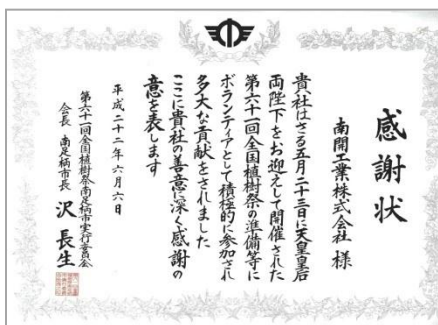 感謝状
南開工業株式会社 様
貴社はさる五月二十三日に天皇皇后
両陛下をお迎えして開催された
第六十一回全国植樹祭の準備等に
ボランティアとして積極的に参加され
多大な貢献をされました
ここに貴社の善意に深く感謝の
意を表します
平成二十二年六月六日
第六十一回全国植樹祭南足柄市実行委員会
会長 南足柄市長 沢 長生